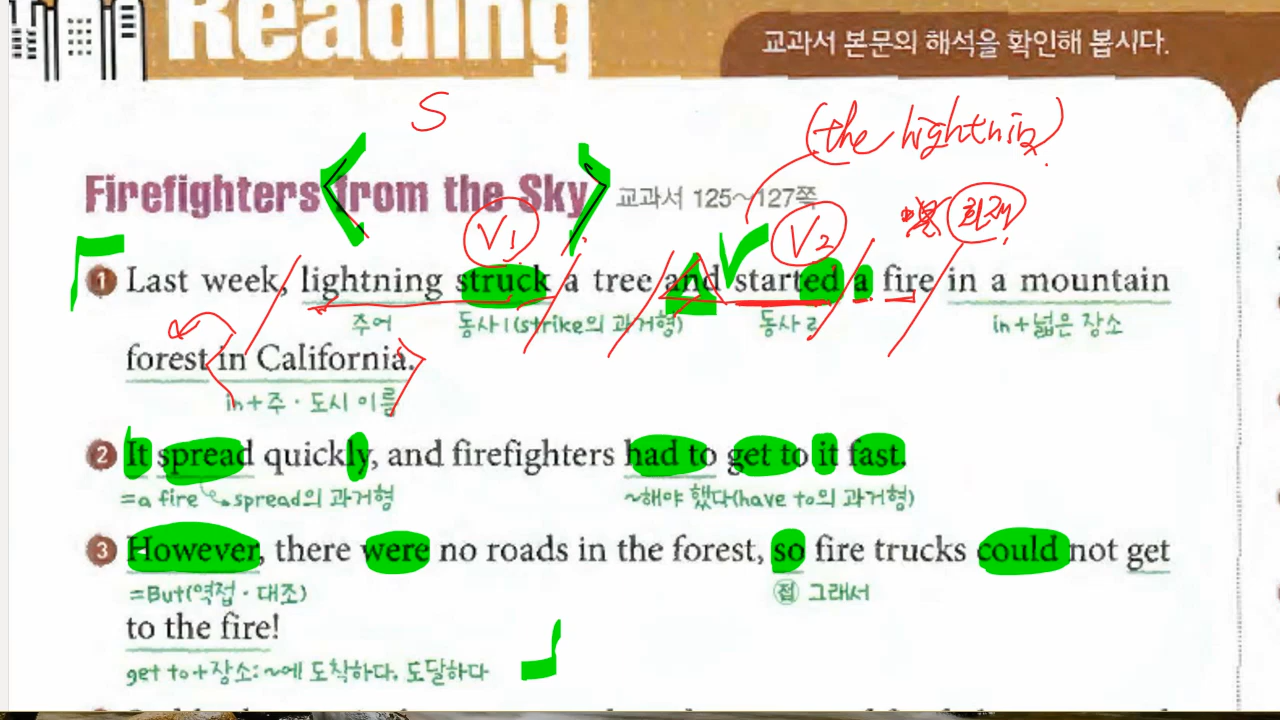 Reading
교과서 본문의 해석을 확인해 봅시다.
S
(the lightnin)
Firefighters from the Sky 교과서 125~127쪽
V1 V2
1 Last week, lightning struck a tree and started a fire in a mountain
주어 동사1(strike의 과거형) 동사2 in+넓은 장소
forest in California.
in+주·도시 이름
2 It spread quickly, and firefighters had to get to it fast.
=a fire spread의 과거형 ~해야 했다(have to의 과거형)
3 However, there were no roads in the forest, so fire trucks could not get
=But(역접·대조) 접 그래서
to the fire!
get to+장소: ~에 도착하다, 도달하다